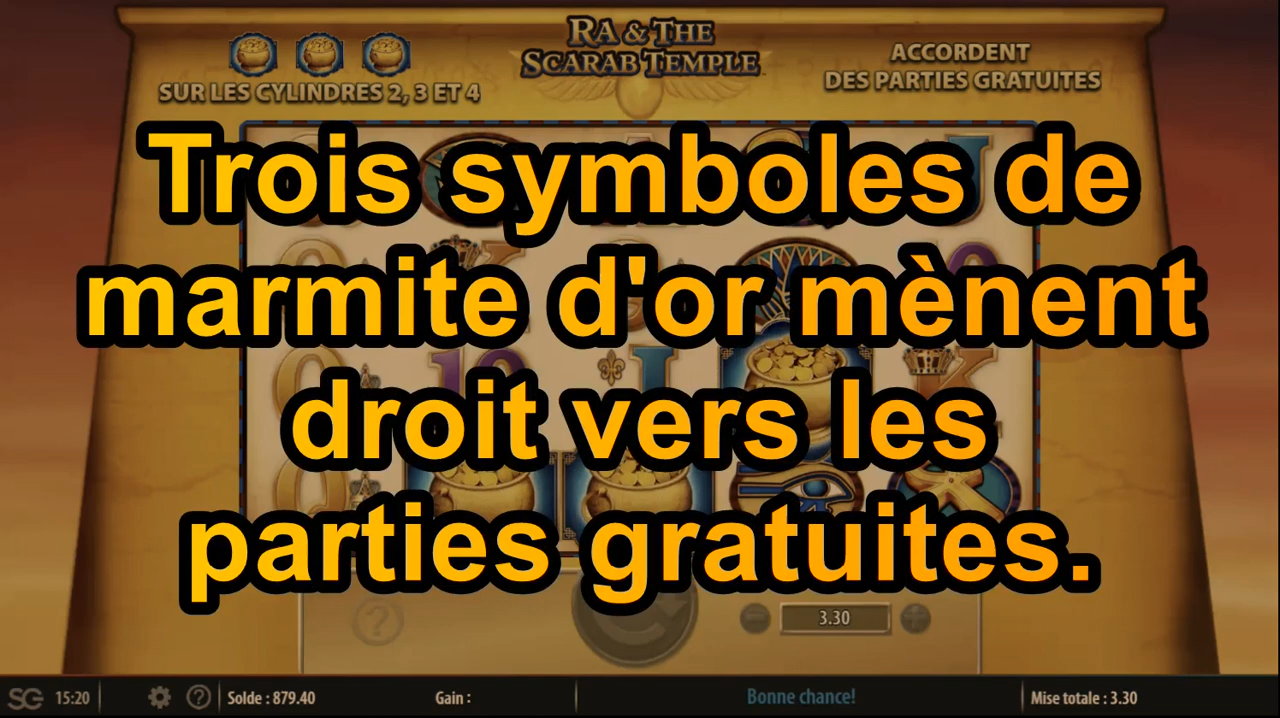 RA & THE
SCARAB TEMPLE
SUR LES CYLINDRES 2, 3 ET 4
ACCORDENT
DES PARTIES GRATUITES
Trois symboles de
marmite d'or mènent
droit vers les
parties gratuites.
3.30
SG 15:20 Solde : 879.40 Gain : Bonne chance! Mise totale : 3.30